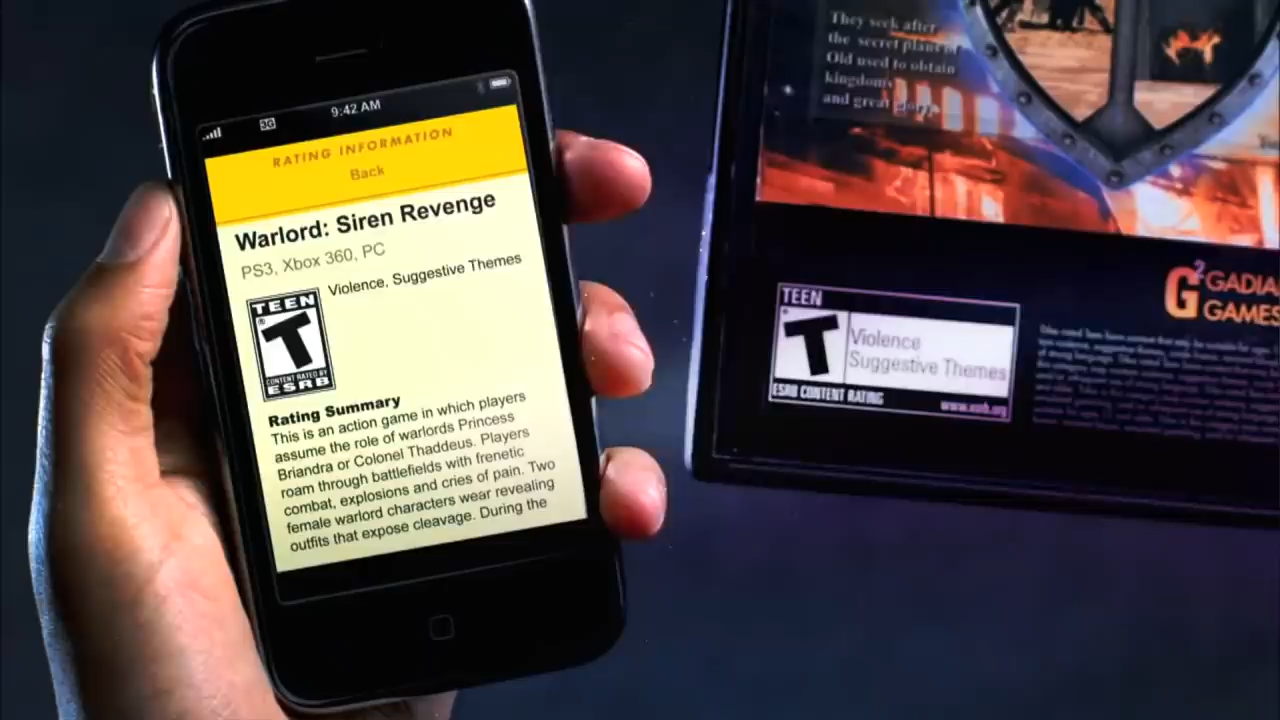 3G
9:42 AM
RATING INFORMATION
Back
Warlord: Siren Revenge
PS3, Xbox 360, PC
Violence, Suggestive Themes
TEEN
T
CONTENT RATED BY
ESRB
Rating Summary
This is an action game in which players
assume the role of warlords Princess
Briandra or Colonel Thaddeus. Players
roam through battlefields with frenetic
combat, explosions and cries of pain. Two
female warlord characters wear revealing
outfits that expose cleavage. During the
They seek after
the secret plans of
Old used to obtain
kingdoms
and great glory.
G2 GADIA
GAMES
TEEN
T
Violence
Suggestive Themes
ESRB CONTENT RATING
www.esrb.org